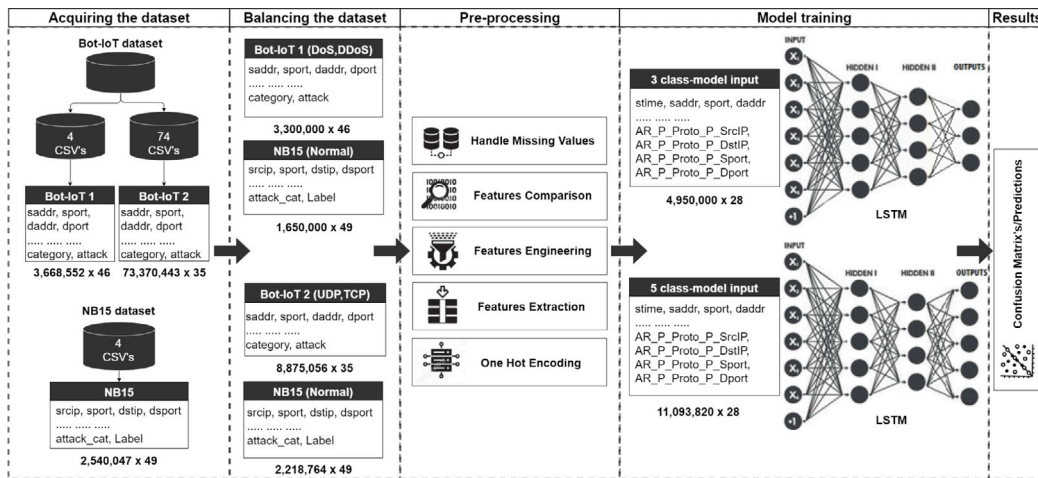 Acquiring the dataset
Balancing the dataset
Pre-processing
Model training
Results
Bot-IoT dataset
4
CSV's
74
CSV's
Bot-IoT 1
saddr, sport,
daddr, dport
..... ..... .....
category, attack
3,668,552 x 46
Bot-IoT 2
saddr, sport,
daddr, dport
..... ..... .....
category, attack
73,370,443 x 35
NB15 dataset
4
CSV's
NB15
srcip, sport, dstip, dsport
..... ..... .....
attack_cat, Label
2,540,047 x 49
Bot-IoT 1 (DoS,DDoS)
saddr, sport, daddr, dport
..... ..... .....
category, attack
3,300,000 x 46
NB15 (Normal)
srcip, sport, dstip, dsport
..... ..... .....
attack_cat, Label
1,650,000 x 49
Bot-IoT 2 (UDP,TCP)
saddr, sport, daddr, dport
..... ..... .....
category, attack
8,875,056 x 35
NB15 (Normal)
srcip, sport, dstip, dsport
..... ..... .....
attack_cat, Label
2,218,764 x 49
Handle Missing Values
Features Comparison
Features Engineering
Features Extraction
One Hot Encoding
3 class-model input
stime, saddr, sport, daddr
..... ..... .....
AR_P_Proto_P_SrcIP,
AR_P_Proto_P_DstIP,
AR_P_Proto_P_Sport,
AR_P_Proto_P_Dport
4,950,000 x 28
INPUT
HIDDEN I
HIDDEN II
OUTPUTS
+1
LSTM
5 class-model input
stime, saddr, sport, daddr
..... ..... .....
AR_P_Proto_P_SrcIP,
AR_P_Proto_P_DstIP,
AR_P_Proto_P_Sport,
AR_P_Proto_P_Dport
11,093,820 x 28
INPUT
HIDDEN I
HIDDEN II
OUTPUTS
+1
LSTM
Confusion Matrix's/Predictions